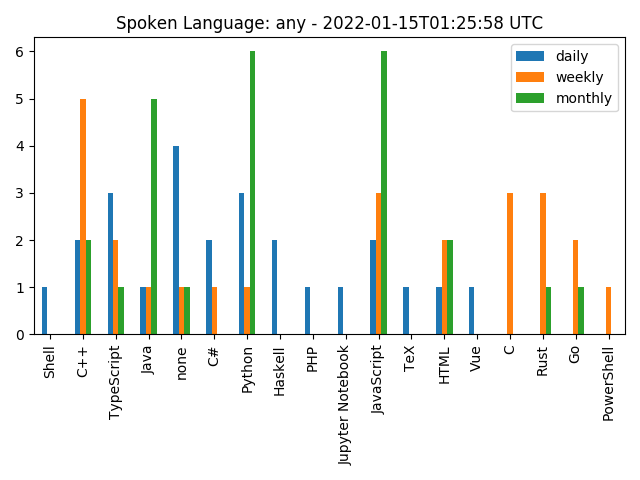 Spoken Language: any - 2022-01-15T01:25:58 UTC
daily
weekly
monthly
6
5
4
3
2
1
0
Shell
C++
TypeScript
Java
none
C#
Python
Haskell
PHP
Jupyter Notebook
JavaScript
TeX
HTML
Vue
C
Rust
Go
PowerShell